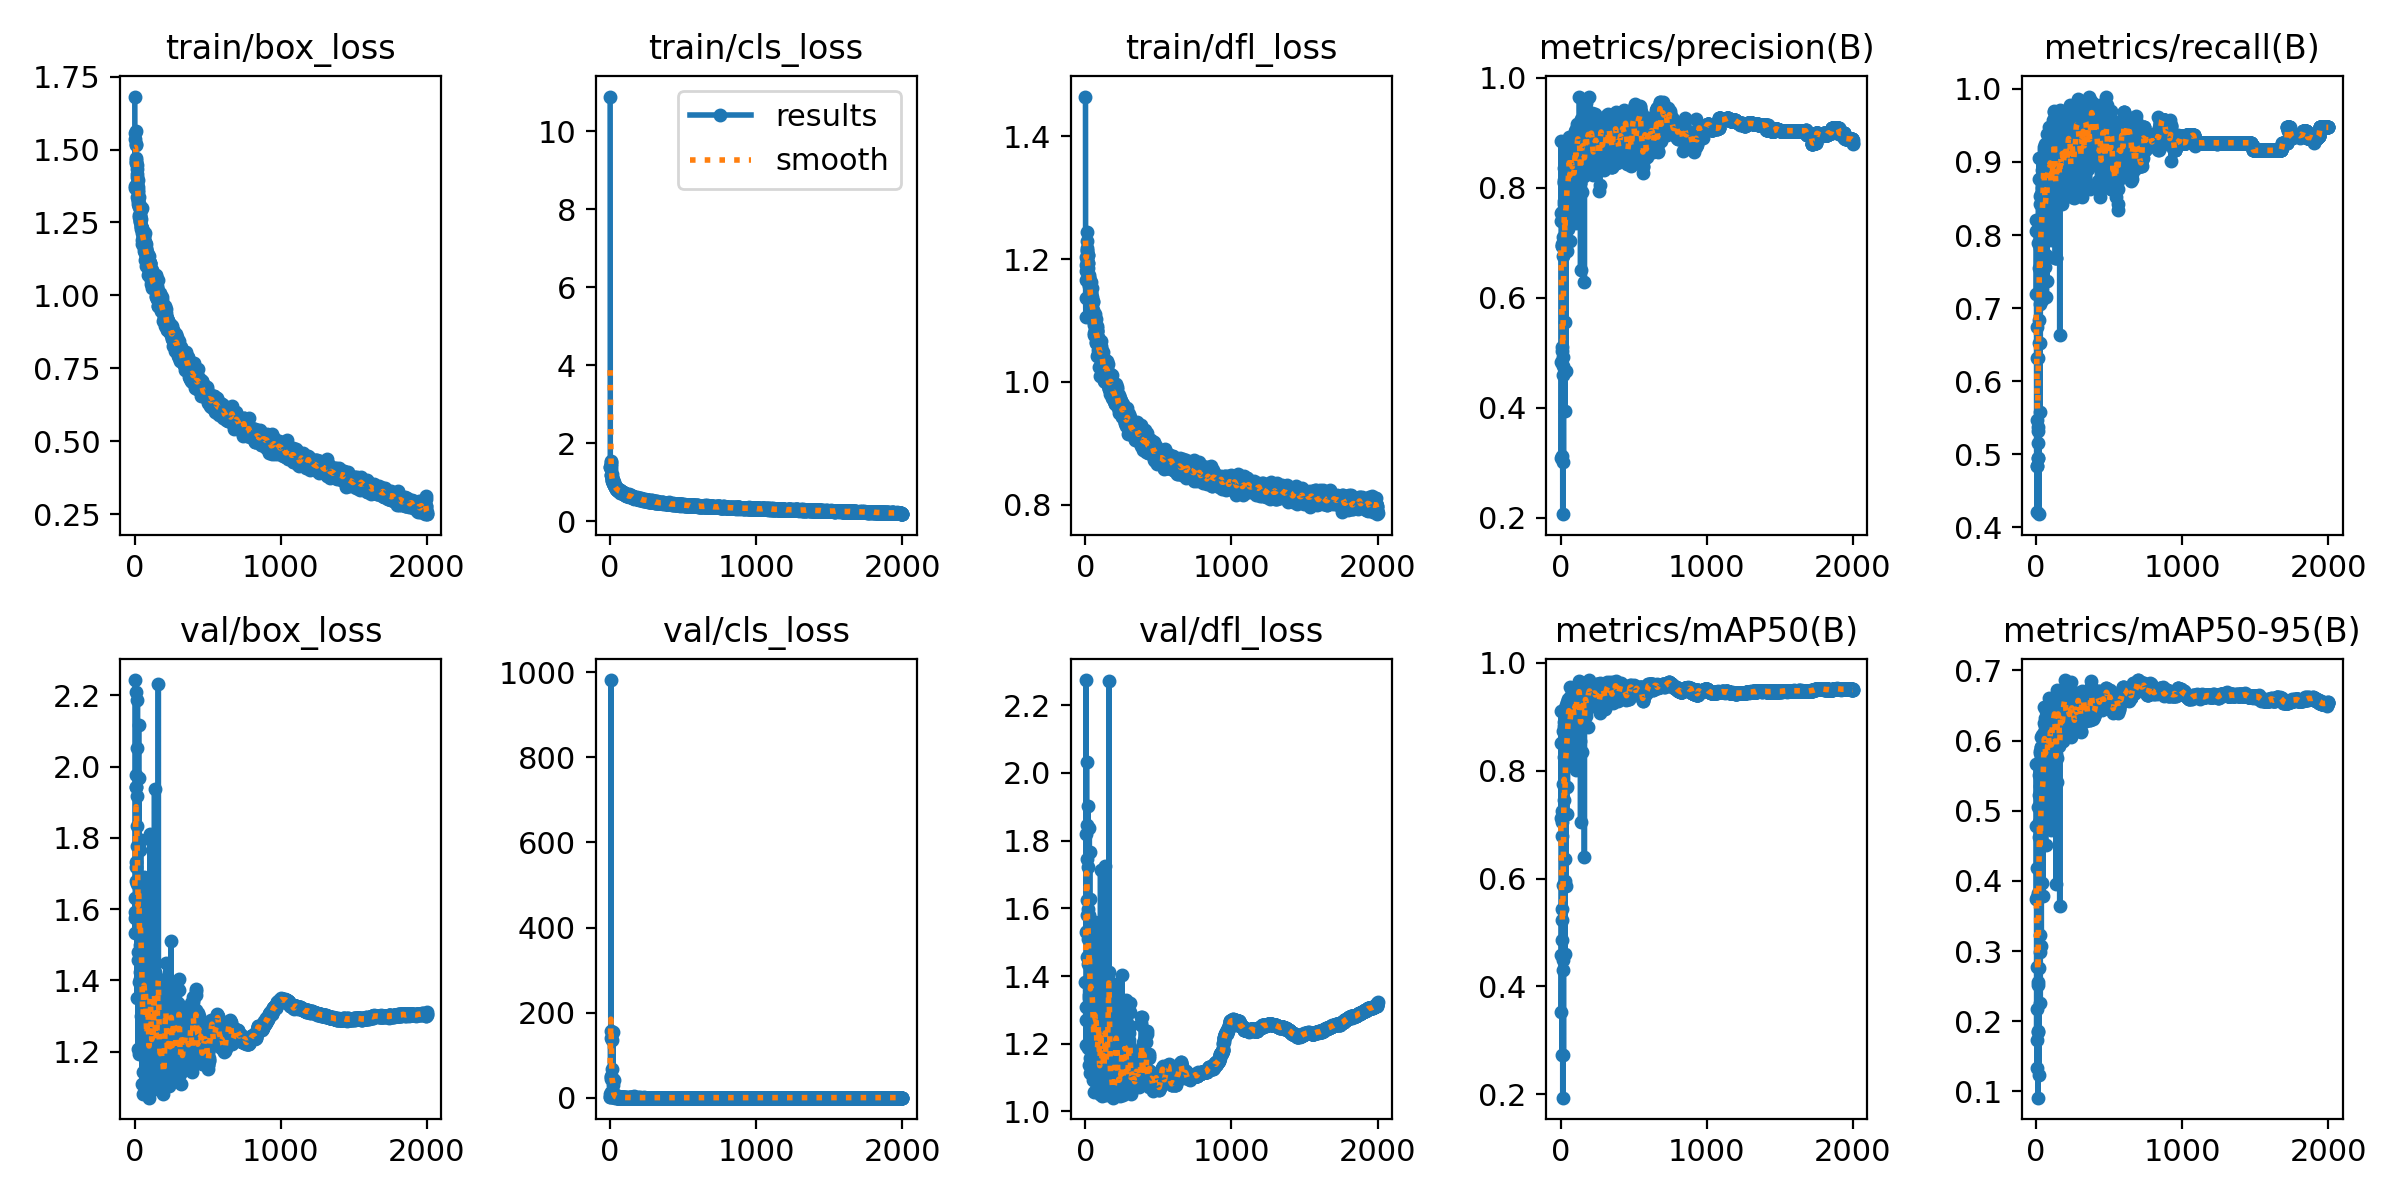 train/box_loss
1.75
1.50
1.25
1.00
0.75
0.50
0.25
0 1000 2000
train/cls_loss
10
8
6
4
2
0
results
smooth
0 1000 2000
train/dfl_loss
1.4
1.2
1.0
0.8
0 1000 2000
metrics/precision(B)
1.0
0.8
0.6
0.4
0.2
0 1000 2000
metrics/recall(B)
1.0
0.9
0.8
0.7
0.6
0.5
0.4
0 1000 2000
val/box_loss
2.2
2.0
1.8
1.6
1.4
1.2
0 1000 2000
val/cls_loss
1000
800
600
400
200
0
0 1000 2000
val/dfl_loss
2.2
2.0
1.8
1.6
1.4
1.2
1.0
0 1000 2000
metrics/mAP50(B)
1.0
0.8
0.6
0.4
0.2
0 1000 2000
metrics/mAP50-95(B)
0.7
0.6
0.5
0.4
0.3
0.2
0.1
0 1000 2000